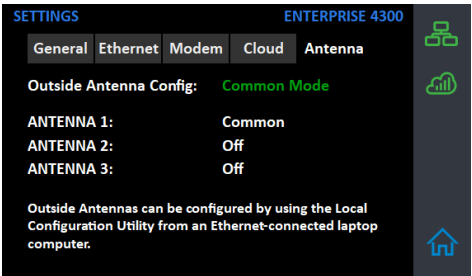 SETTINGS ENTERPRISE 4300
General Ethernet Modem Cloud Antenna
Outside Antenna Config: Common Mode
ANTENNA 1: Common
ANTENNA 2: Off
ANTENNA 3: Off
Outside Antennas can be configured by using the Local
Configuration Utility from an Ethernet-connected laptop
computer.